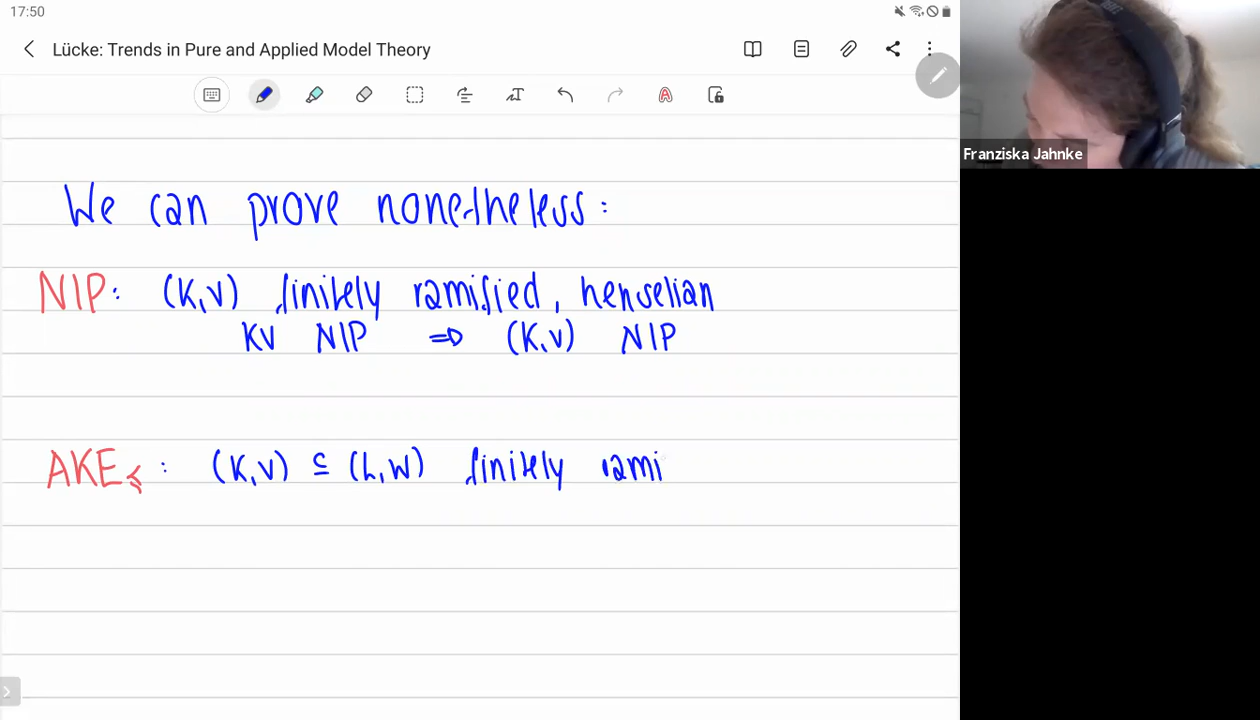 17:50
Lücke: Trends in Pure and Applied Model Theory
Franziska Jahnke
We can prove nonetheless:
NIP: (K,v) finitely ramified, henselian
Kv NIP ⇒ (K,v) NIP
AKE≼ : (K,v) ⊆ (L,w) finitely rami